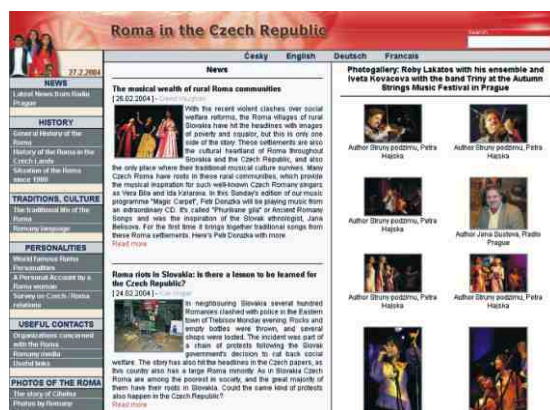 Roma in the Czech Republic
Search
27.2.2004
Česky English Deutsch Francais
NEWS
Latest News from Radio
Prague
HISTORY
General History of the
Roma
History of the Roma in the
Czech Lands
Situation of the Roma
since 1989
TRADITIONS, CULTURE
The traditional life of the
Roma
Romany language
PERSONALITIES
World famous Roma
Personalities
A Personal Account by a
Roma woman
Survey on Czech / Roma
relations
USEFUL CONTACTS
Organizations concerned
with the Roma
Romany media
Useful links
PHOTOS OF THE ROMA
The story of Cihelna
Photos by Romany
News
The musical wealth of rural Roma communities
[26.02.2004] - David Vaughan
With the recent violent clashes over social
welfare reforms, the Roma villages of rural
Slovakia have hit the headlines with images
of poverty and squalor, but this is only one
side of the story. These settlements are also
the cultural heartland of Roma throughout
Slovakia and the Czech Republic, and also
the only place where their traditional musical culture survives. Many
Czech Roma have roots in these rural communities, which provide
the musical inspiration for such well-known Czech Romany singers
as Vera Bila and Ida Kelarova. In this Sunday's edition of our music
programme "Magic Carpet", Petr Doruzka will be playing music from
an extraordinary CD. It's called "Phurikane gila" or Ancient Romany
Songs and was the inspiration of the Slovak ethnologist, Jana
Belisova. For the first time it brings together traditional songs from
these Roma settlements. Here's Petr Doruzka with more.
Read more
Roma riots in Slovakia: is there a lesson to be learned for
the Czech Republic?
[24.02.2004] -
In neighbouring Slovakia several hundred
Romanies clashed with police in the Eastern
town of Trebisov Monday evening. Rocks and
empty bottles were thrown, and several
shops were looted. The incident was part of
a chain of protests following the Slovak
government's decision to cut back social
welfare. The story has also hit the headlines in the Czech papers, as
this country also has a large Roma minority. As in Slovakia Czech
Roma are among the poorest in society, and the great majority of
them have their roots in Slovakia. Could the same kind of protests
also happen in the Czech Republic?
Read more
Photogallery: Roby Lakatos with his ensemble and
Iveta Kovacova with the band Triny at the Autumn
Strings Music Festival in Prague
Author Struny podzimu, Petra
Hajska
Author Struny podzimu, Petra
Hajska
Author Struny podzimu, Petra
Hajska
Author Jana Sustova, Radio
Prague
Author Struny podzimu, Petra
Hajska
Author Struny podzimu, Petra
Hajska